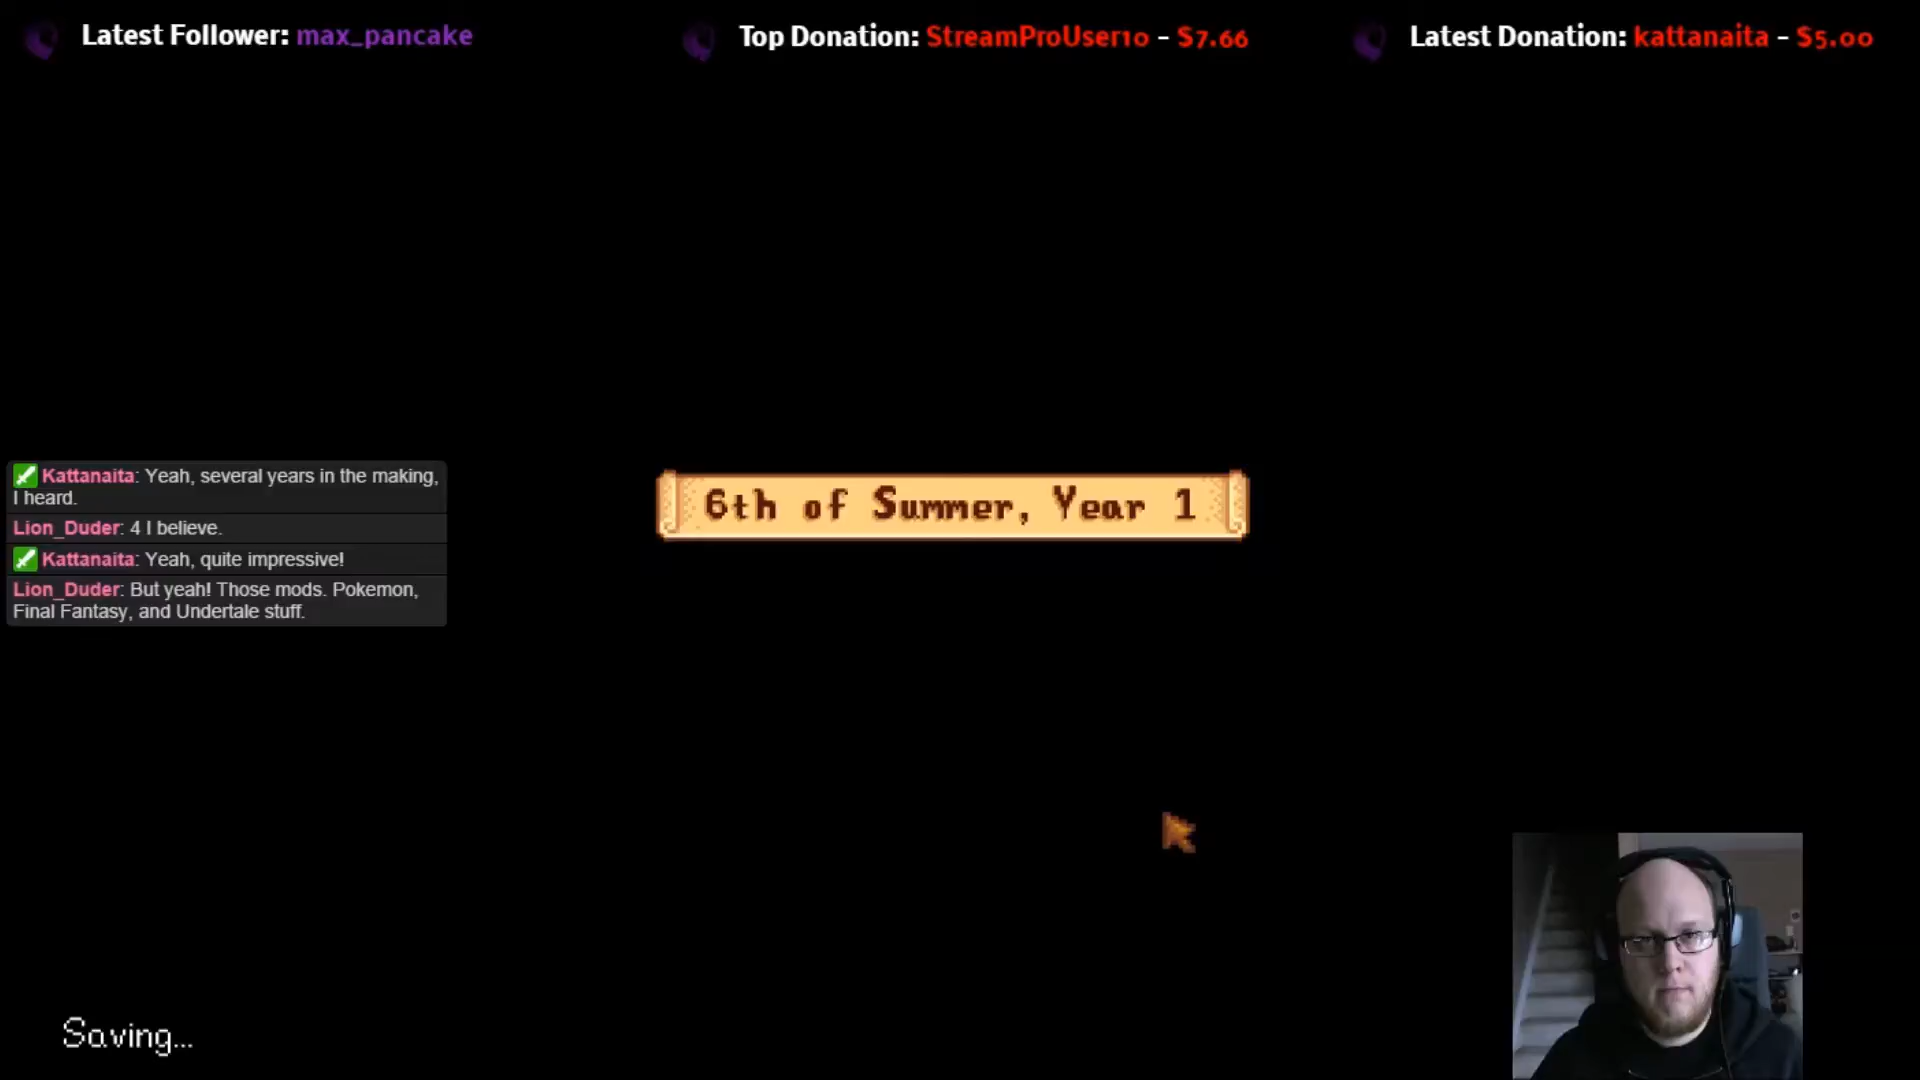 Latest Follower: max_pancake
Top Donation: StreamProUser10 - $7.66
Latest Donation: kattanaita - $5.00
Kattanaita: Yeah, several years in the making,
I heard.
Lion_Duder: 4 I believe.
Kattanaita: Yeah, quite impressive!
Lion_Duder: But yeah! Those mods. Pokemon,
Final Fantasy, and Undertale stuff.
6th of Summer, Year 1
Saving...